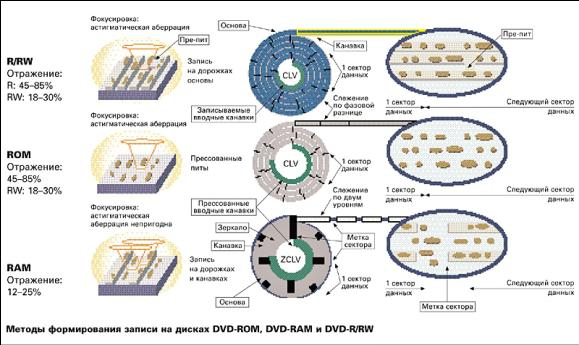 Фокусировка:
астигматическая аберрация
Пре-пит
R/RW
Отражение:
R: 45–85%
RW: 18–30%
Запись
на дорожках
основы
Записываемые
вводные канавки
Основа
Канавка
CLV
1 сектор
данных
Слежение
по фазовой
разнице
Пре-пит
1 сектор
данных
Следующий сектор
данных
Фокусировка:
астигматическая аберрация
ROM
Отражение:
45–85%
RW: 18–30%
Прессованные
питы
Прессованные
вводные канавки
CLV
1 сектор
данных
Слежение
по двум
уровням
1 сектор
данных
Следующий сектор
данных
Фокусировка:
астигматическая
аберрация непригодна
RAM
Отражение:
12–25%
Запись
на дорожках
и канавках
Зеркало
Канавка
Основа
ZCLV
Метка
сектора
1 сектор
данных
1 сектор
данных
Следующий сектор
данных
Метка сектора
Методы формирования записи на дисках DVD-ROM, DVD-RAM и DVD-R/RW